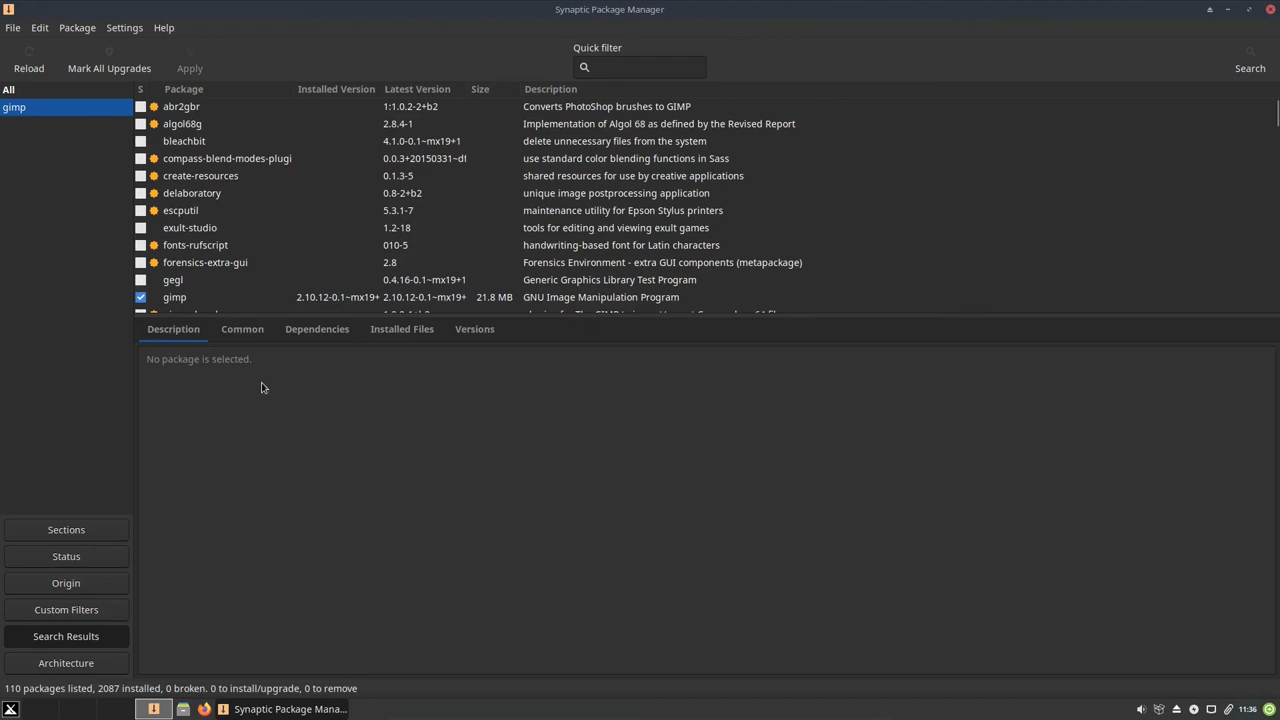 Synaptic Package Manager
File Edit Package Settings Help
Quick filter
Reload Mark All Upgrades Apply Search
All
gimp
S Package Installed Version Latest Version Size Description
abr2gbr 1:1.0.2-2+b2 Converts PhotoShop brushes to GIMP
algol68g 2.8.4-1 Implementation of Algol 68 as defined by the Revised Report
bleachbit 4.1.0-0.1~mx19+1 delete unnecessary files from the system
compass-blend-modes-plugi 0.0.3+20150331~df use standard color blending functions in Sass
create-resources 0.1.3-5 shared resources for use by creative applications
delaboratory 0.8-2+b2 unique image postprocessing application
escputil 5.3.1-7 maintenance utility for Epson Stylus printers
exult-studio 1.2-18 tools for editing and viewing exult games
fonts-rufscript 010-5 handwriting-based font for Latin characters
forensics-extra-gui 2.8 Forensics Environment - extra GUI components (metapackage)
gegl 0.4.16-0.1~mx19+1 Generic Graphics Library Test Program
gimp 2.10.12-0.1~mx19+ 2.10.12-0.1~mx19+ 21.8 MB GNU Image Manipulation Program
Description Common Dependencies Installed Files Versions
No package is selected.
Sections
Status
Origin
Custom Filters
Search Results
Architecture
110 packages listed, 2087 installed, 0 broken. 0 to install/upgrade, 0 to remove
Synaptic Package Mana... 11:36